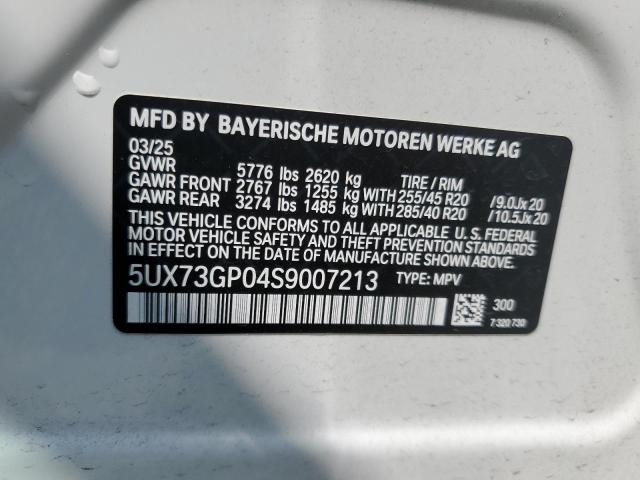 MFD BY BAYERISCHE MOTOREN WERKE AG
03/25
GVWR 5776 lbs 2620 kg TIRE / RIM
GAWR FRONT 2767 lbs 1255 kg WITH 255/45 R20 /9.0Jx20
GAWR REAR 3274 lbs 1485 kg WITH 285/40 R20 /10.5Jx20
THIS VEHICLE CONFORMS TO ALL APPLICABLE U.S. FEDERAL
MOTOR VEHICLE SAFETY AND THEFT PREVENTION STANDARDS
IN EFFECT ON THE DATE OF MANUFACTURE SHOWN ABOVE.
5UX73GP04S9007213 TYPE: MPV
300
7 320 730